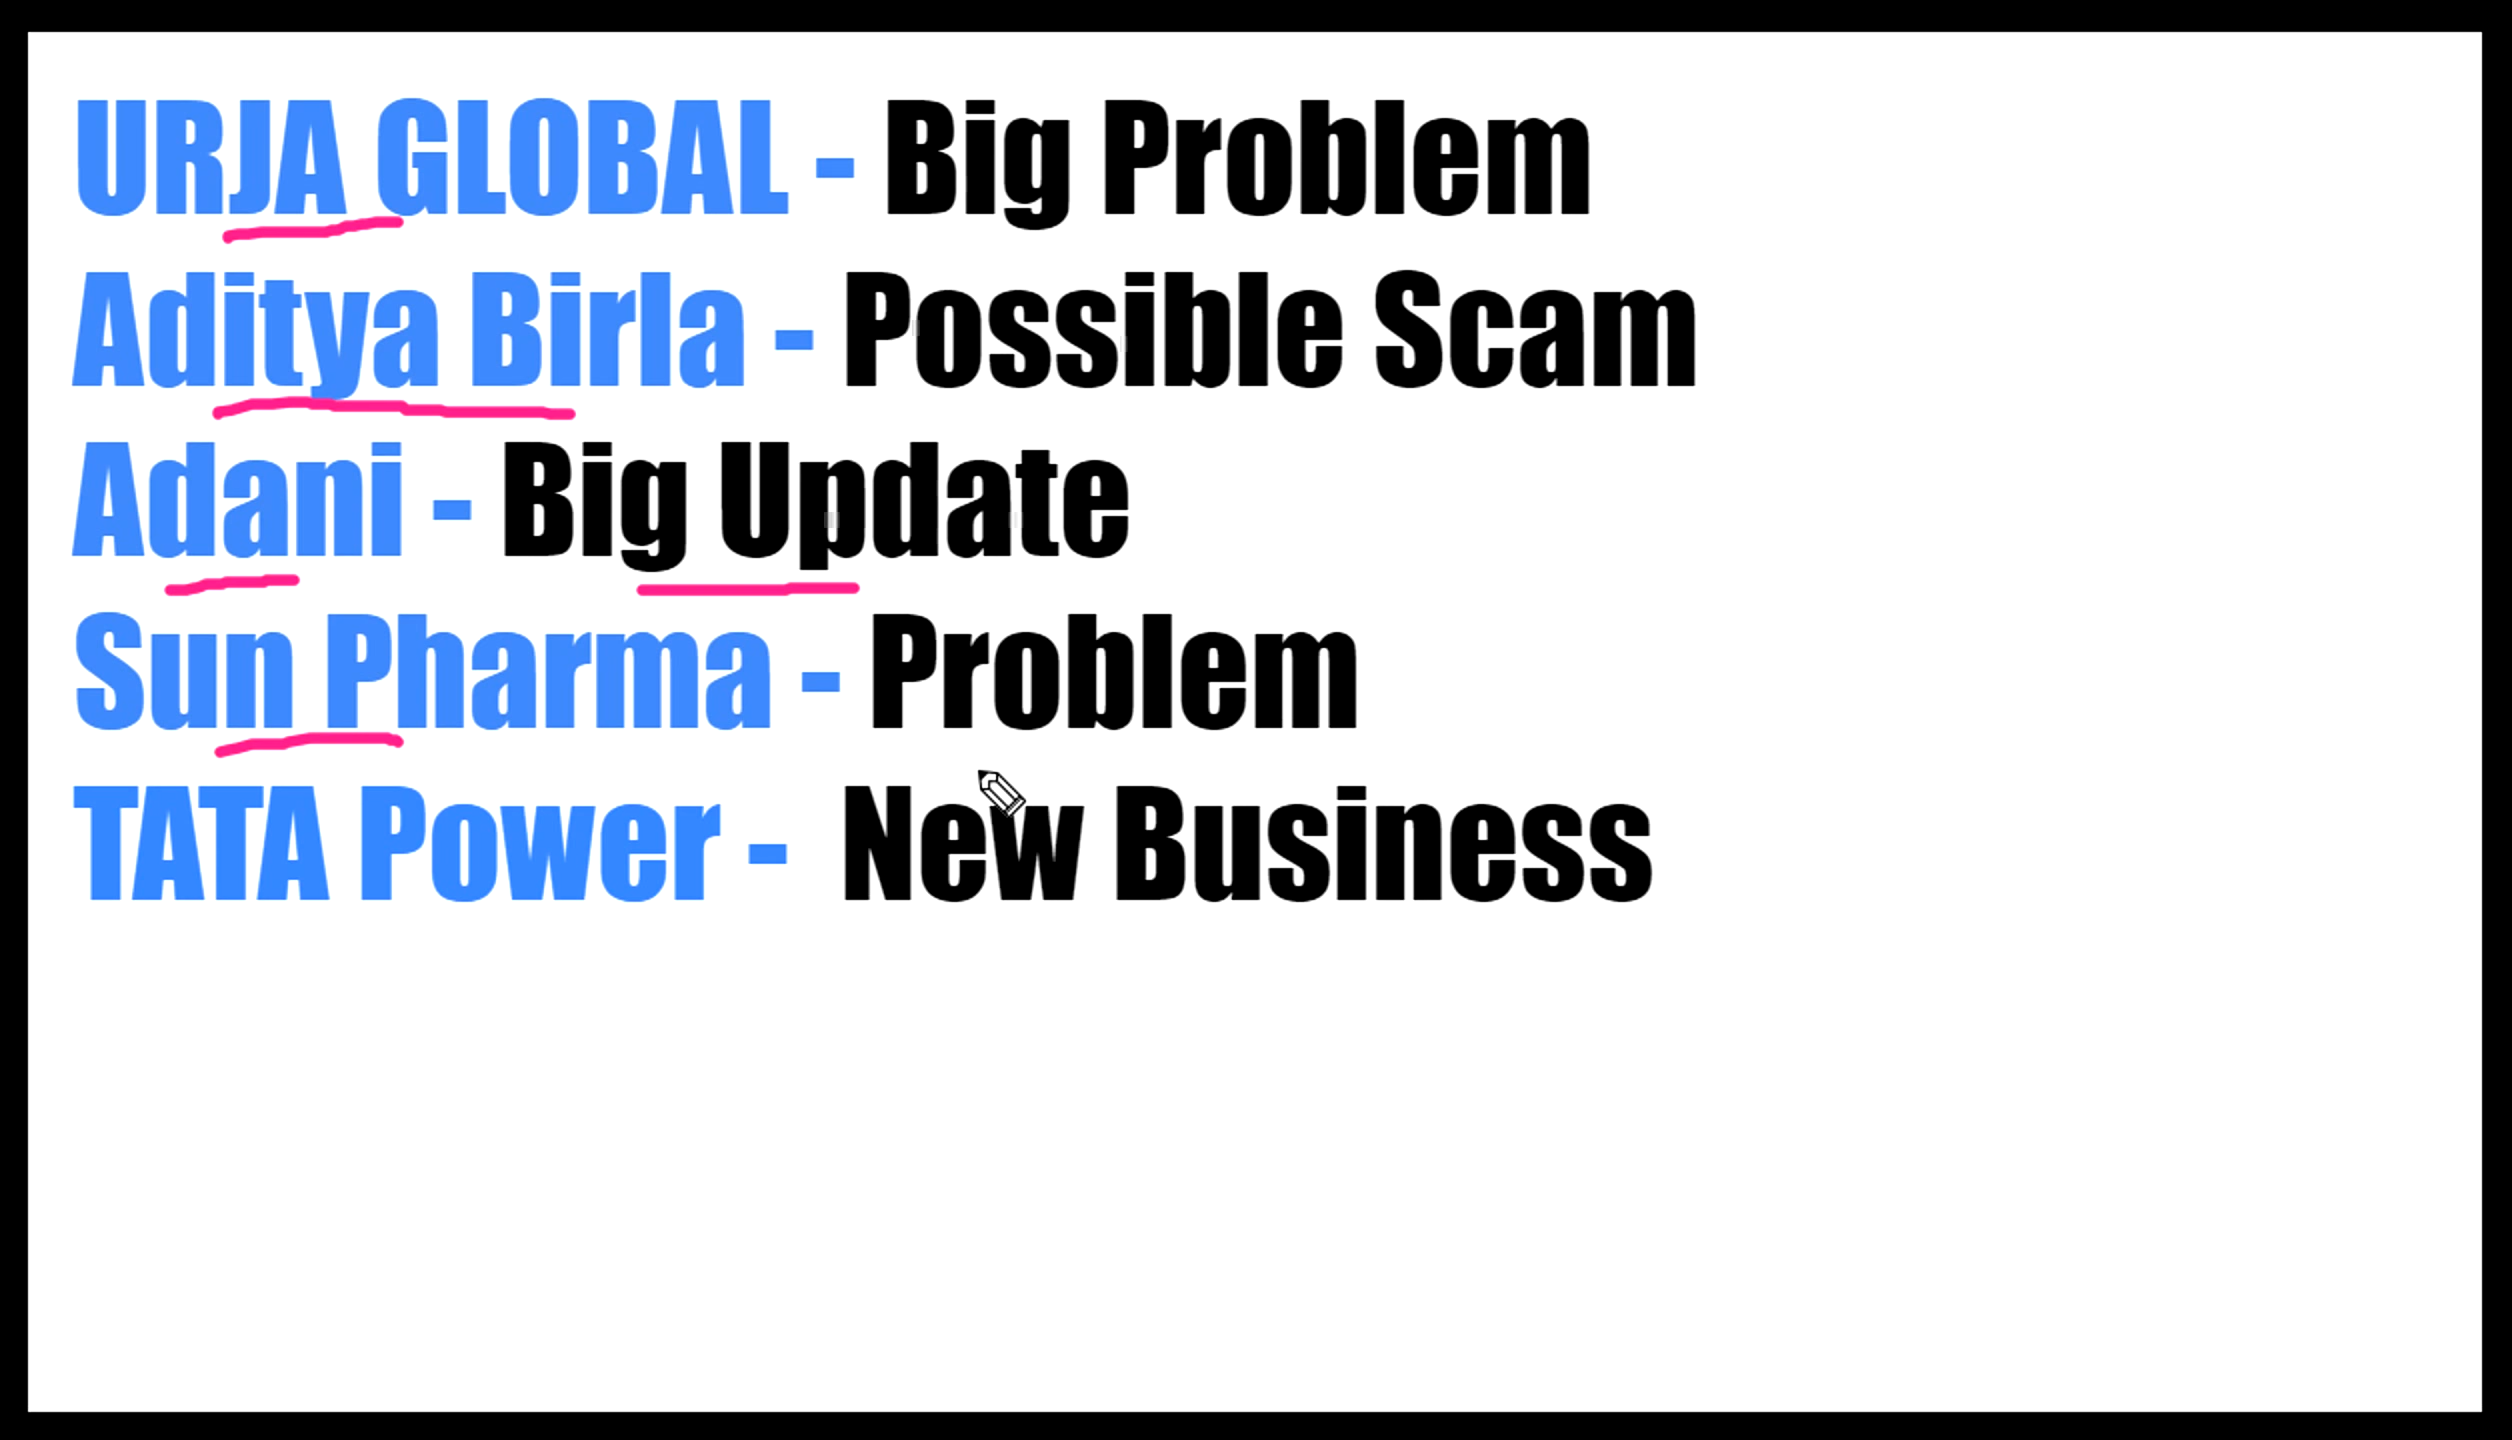 URJA GLOBAL - Big Problem
Aditya Birla - Possible Scam
Adani - Big Update
Sun Pharma - Problem
TATA Power - New Business